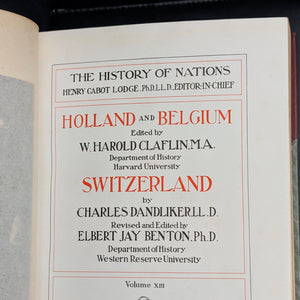 THE HISTORY OF NATIONS
HENRY CABOT LODGE, Ph.D., LL.D., EDITOR-IN-CHIEF
HOLLAND AND BELGIUM
Edited by
W. HAROLD CLAFLIN, M.A.
Department of History
Harvard University
SWITZERLAND
by
CHARLES DANDLIKER, LL.D.
Revised and Edited by
ELBERT JAY BENTON, Ph.D.
Department of History
Western Reserve University
Volume XIII